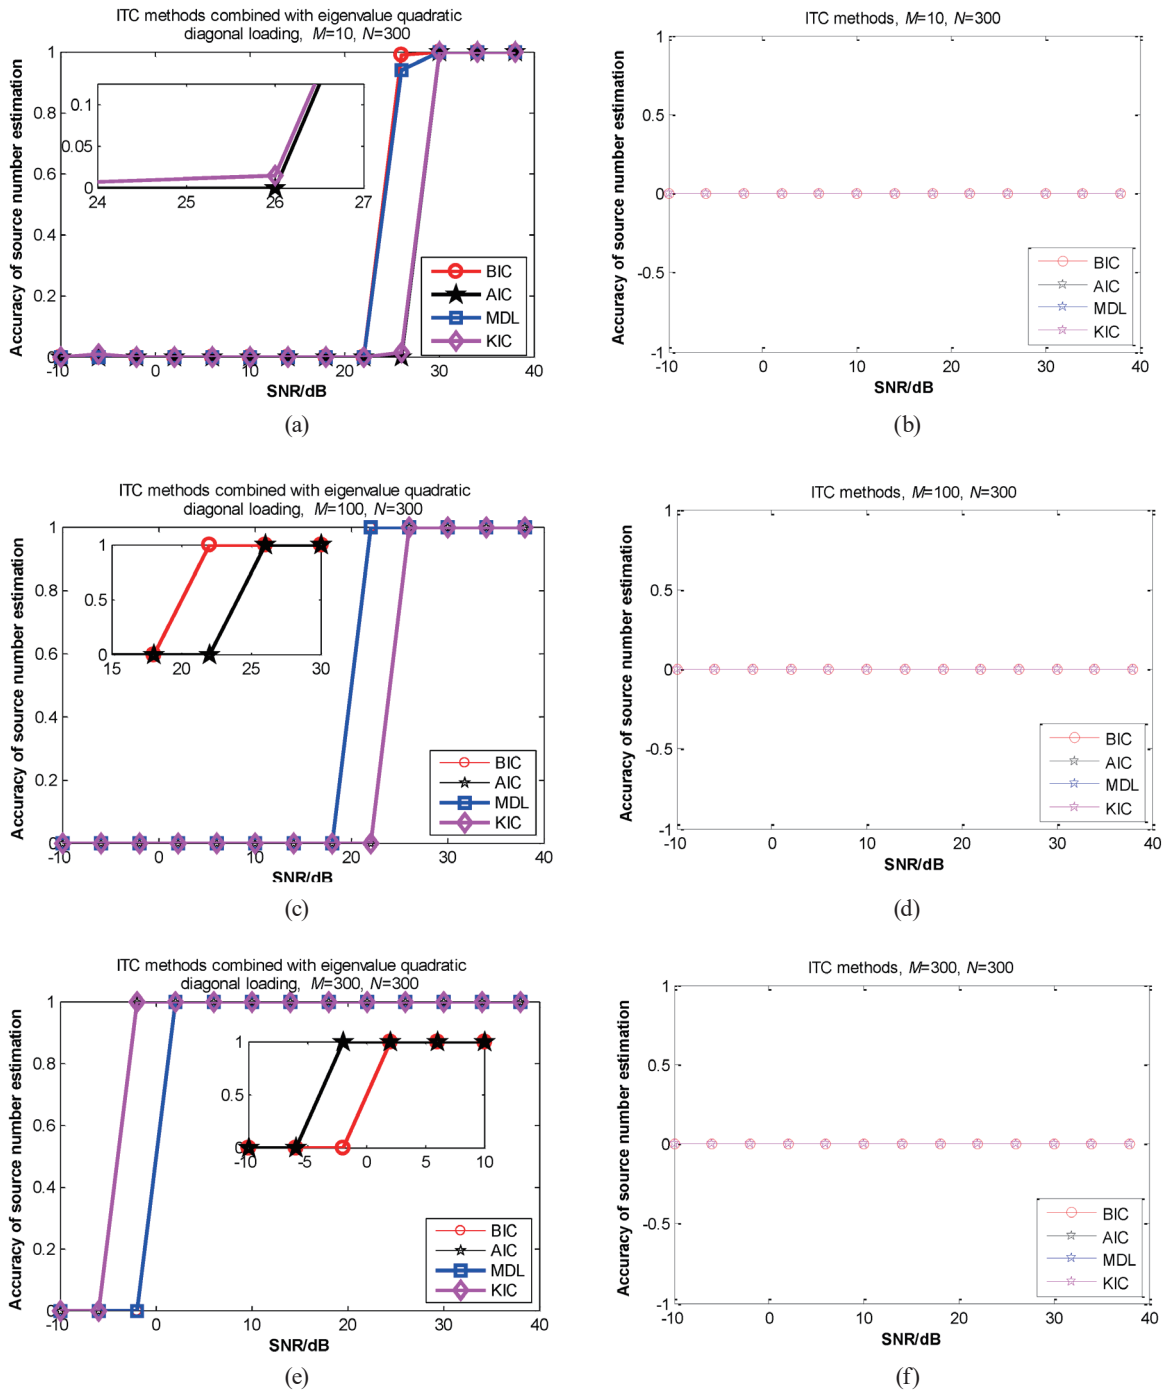 ITC methods combined with eigenvalue quadratic
diagonal loading, M=10, N=300
Accuracy of source number estimation
1
0.8
0.6
0.4
0.2
0
-10
0
10
20
30
40
0.1
0.05
0
24
25
26
27
BIC
AIC
MDL
KIC
SNR/dB
(a)
ITC methods, M=10, N=300
Accuracy of source number estimation
1
0.5
0
-0.5
-1
-10
0
10
20
30
40
BIC
AIC
MDL
KIC
SNR/dB
(b)
ITC methods combined with eigenvalue quadratic
diagonal loading, M=100, N=300
Accuracy of source number estimation
1
0.8
0.6
0.4
0.2
0
-10
0
10
20
30
40
1
0.5
0
15
20
25
30
BIC
AIC
MDL
KIC
SNR/dB
(c)
ITC methods, M=100, N=300
Accuracy of source number estimation
1
0.5
0
-0.5
-1
-10
0
10
20
30
40
BIC
AIC
MDL
KIC
SNR/dB
(d)
ITC methods combined with eigenvalue quadratic
diagonal loading, M=300, N=300
Accuracy of source number estimation
1
0.8
0.6
0.4
0.2
0
-10
0
10
20
30
40
1
0.5
0
-10
-5
0
5
10
BIC
AIC
MDL
KIC
SNR/dB
(e)
ITC methods, M=300, N=300
Accuracy of source number estimation
1
0.5
0
-0.5
-1
-10
0
10
20
30
40
BIC
AIC
MDL
KIC
SNR/dB
(f)